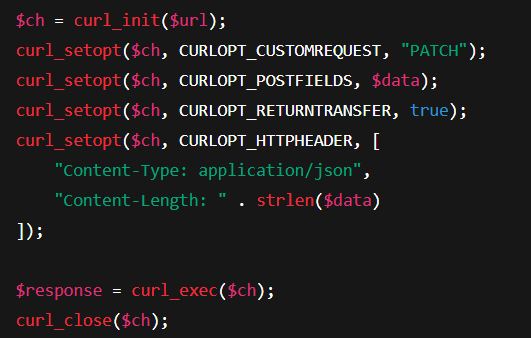 $ch = curl_init($url);
curl_setopt($ch, CURLOPT_CUSTOMREQUEST, "PATCH");
curl_setopt($ch, CURLOPT_POSTFIELDS, $data);
curl_setopt($ch, CURLOPT_RETURNTRANSFER, true);
curl_setopt($ch, CURLOPT_HTTPHEADER, [
    "Content-Type: application/json",
    "Content-Length: " . strlen($data)
]);

$response = curl_exec($ch);
curl_close($ch);